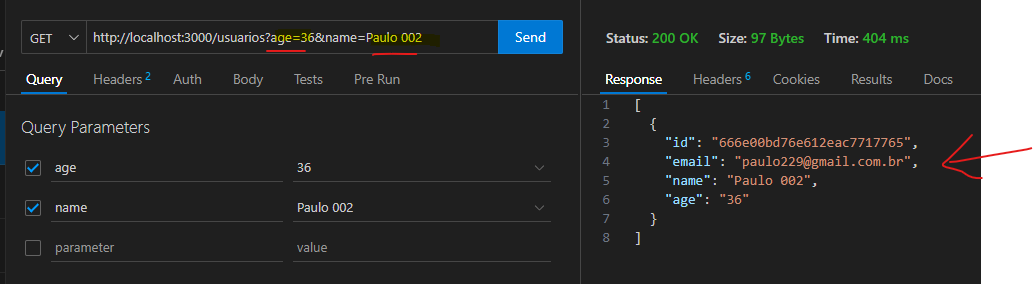 GET http://localhost:3000/usuarios?age=36&name=Paulo 002 Send
Query Headers 2 Auth Body Tests Pre Run
Query Parameters
age 36
name Paulo 002
parameter value
Status: 200 OK Size: 97 Bytes Time: 404 ms
Response Headers 6 Cookies Results Docs
1 [
2 {
3 "id": "666e00bd76e612eac7717765",
4 "email": "paulo229@gmail.com.br",
5 "name": "Paulo 002",
6 "age": "36"
7 }
8 ]